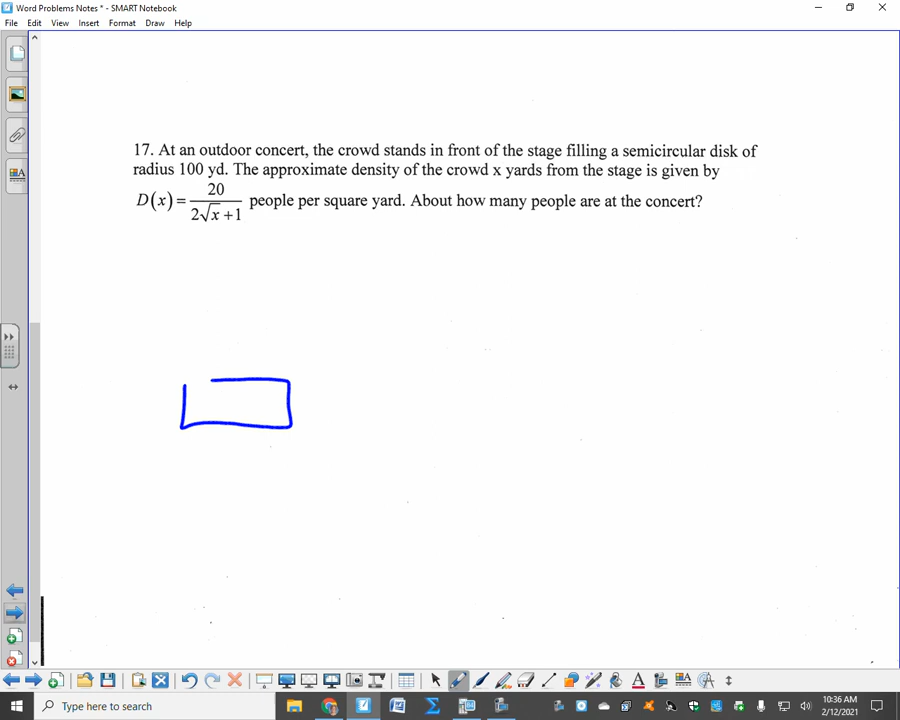 Word Problems Notes * - SMART Notebook
File Edit View Insert Format Draw Help
17. At an outdoor concert, the crowd stands in front of the stage filling a semicircular disk of
radius 100 yd. The approximate density of the crowd x yards from the stage is given by
D(x) = 20 / (2√x + 1) people per square yard. About how many people are at the concert?
Type here to search
10:36 AM
2/12/2021